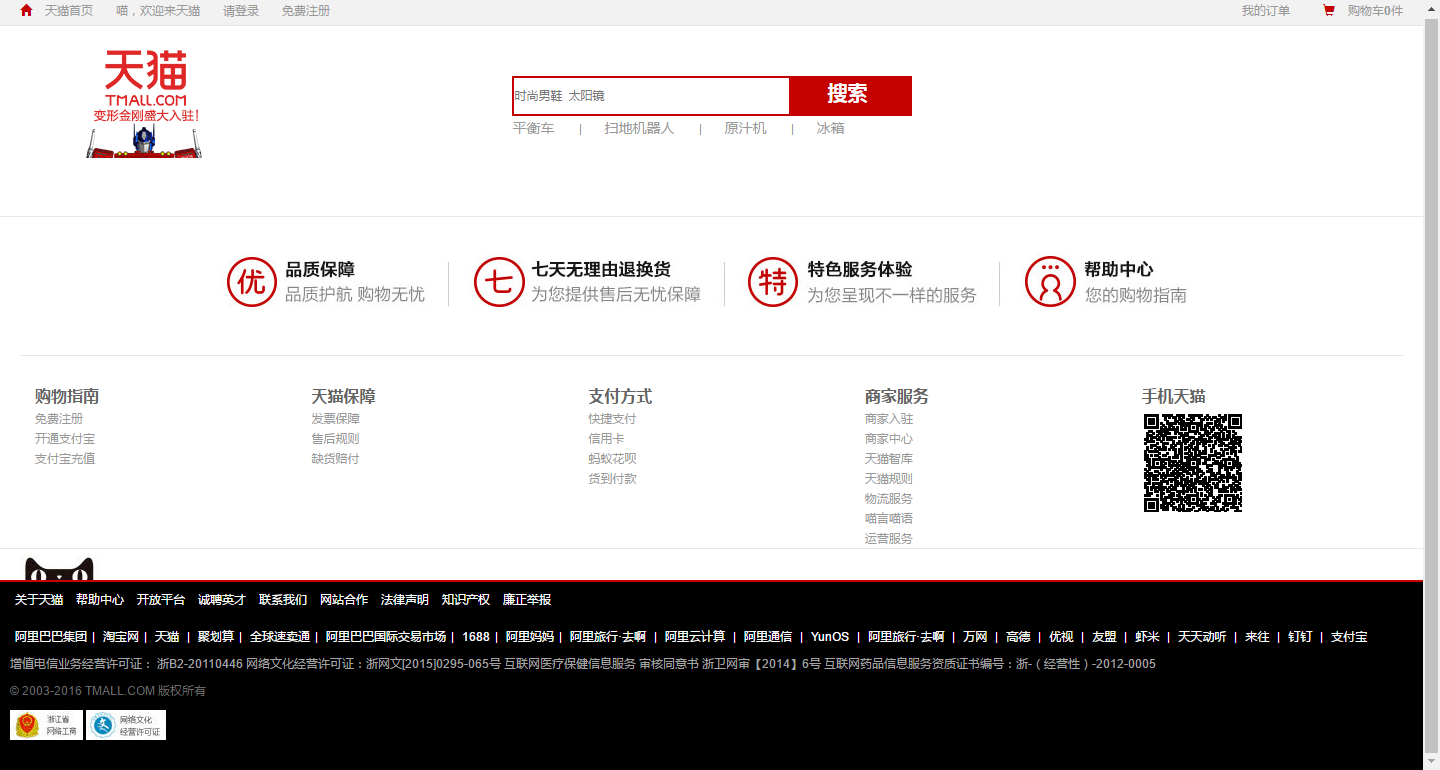 天猫首页 喵，欢迎来天猫 请登录 免费注册 我的订单 购物车0件
天猫
TMALL.COM
变形金刚盛大入驻!
时尚男鞋 太阳镜 搜索
平衡车 | 扫地机器人 | 原汁机 | 冰箱
优 品质保障 七 七天无理由退换货 特 特色服务体验 帮助中心
品质护航 购物无忧 为您提供售后无忧保障 为您呈现不一样的服务 您的购物指南
购物指南 天猫保障 支付方式 商家服务 手机天猫
免费注册 发票保障 快捷支付 商家入驻
开通支付宝 售后规则 信用卡 商家中心
支付宝充值 缺货赔付 蚂蚁花呗 天猫智库
货到付款 天猫规则
物流服务
喵言喵语
运营服务
关于天猫 帮助中心 开放平台 诚聘英才 联系我们 网站合作 法律声明 知识产权 廉正举报
阿里巴巴集团 | 淘宝网 | 天猫 | 聚划算 | 全球速卖通 | 阿里巴巴国际交易市场 | 1688 | 阿里妈妈 | 阿里旅行·去啊 | 阿里云计算 | 阿里通信 | YunOS | 阿里旅行·去啊 | 万网 | 高德 | 优视 | 友盟 | 虾米 | 天天动听 | 来往 | 钉钉 | 支付宝
增值电信业务经营许可证： 浙B2-20110446 网络文化经营许可证：浙网文[2015]0295-065号 互联网医疗保健信息服务 审核同意书 浙卫网审【2014】6号 互联网药品信息服务资质证书编号：浙-（经营性）-2012-0005
© 2003-2016 TMALL.COM 版权所有
浙江省 网络文化
网络工商 经营许可证